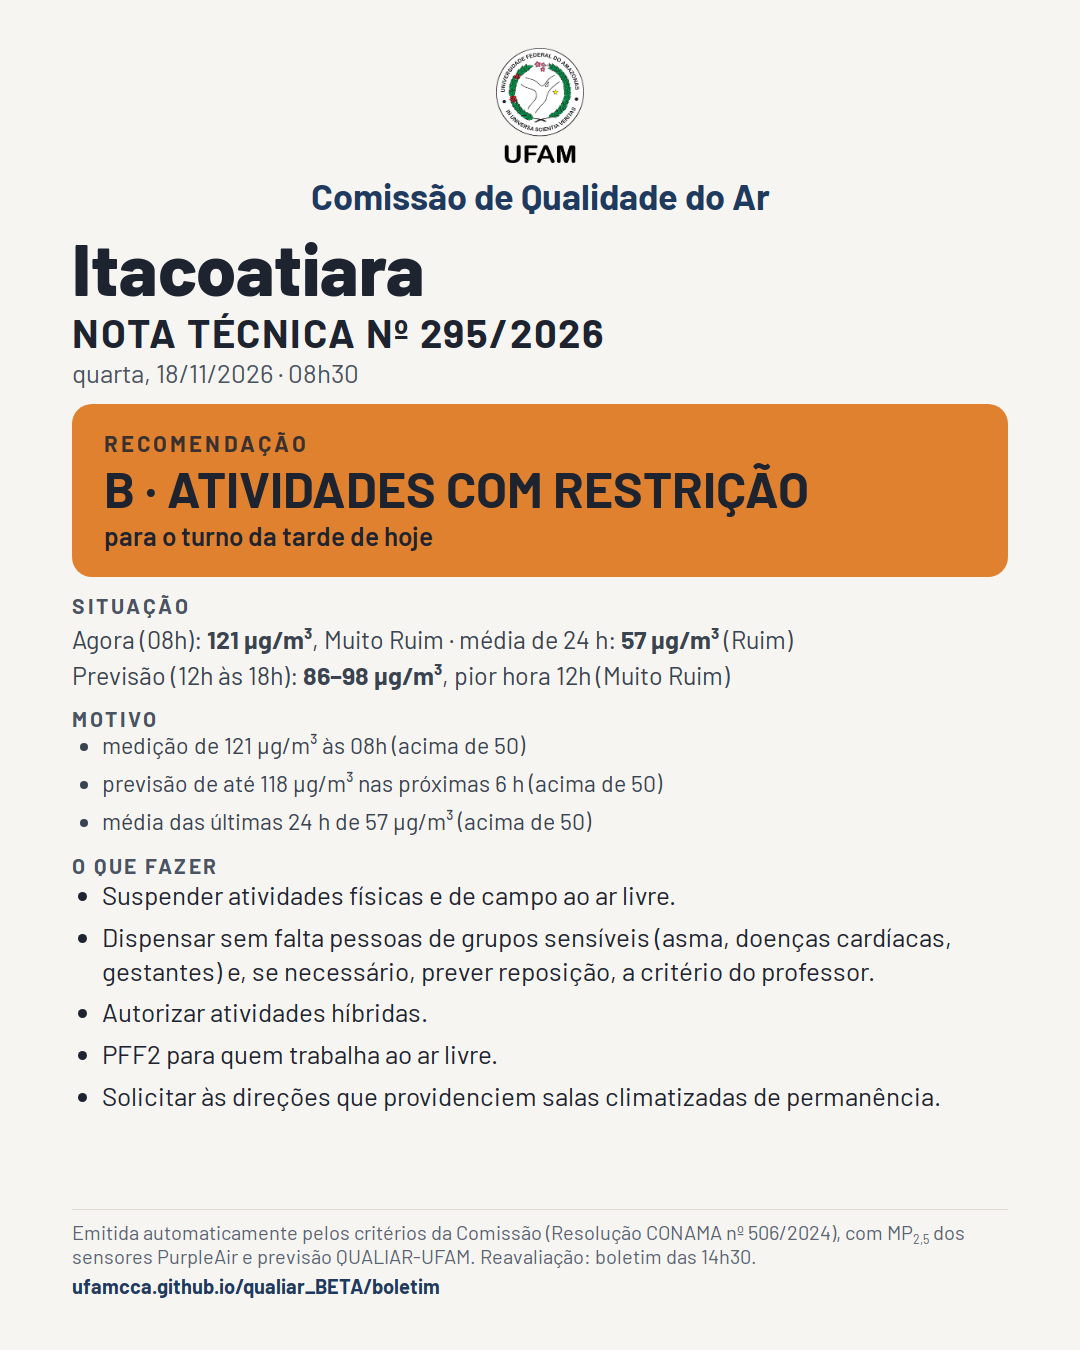 UNIVERSIDADE FEDERAL DO AMAZONAS
IN UNIVERSA SCIENTIA VERITAS
UFAM
Comissão de Qualidade do Ar
Itacoatiara
NOTA TÉCNICA Nº 295/2026
quarta, 18/11/2026 · 08h30
RECOMENDAÇÃO
B · ATIVIDADES COM RESTRIÇÃO
para o turno da tarde de hoje
SITUAÇÃO
Agora (08h): 121 µg/m³, Muito Ruim · média de 24 h: 57 µg/m³ (Ruim)
Previsão (12h às 18h): 86–98 µg/m³, pior hora 12h (Muito Ruim)
MOTIVO
• medição de 121 µg/m³ às 08h (acima de 50)
• previsão de até 118 µg/m³ nas próximas 6 h (acima de 50)
• média das últimas 24 h de 57 µg/m³ (acima de 50)
O QUE FAZER
• Suspender atividades físicas e de campo ao ar livre.
• Dispensar sem falta pessoas de grupos sensíveis (asma, doenças cardíacas,
gestantes) e, se necessário, prever reposição, a critério do professor.
• Autorizar atividades híbridas.
• PFF2 para quem trabalha ao ar livre.
• Solicitar às direções que providenciem salas climatizadas de permanência.
Emitida automaticamente pelos critérios da Comissão (Resolução CONAMA nº 506/2024), com MP2,5 dos
sensores PurpleAir e previsão QUALIAR-UFAM. Reavaliação: boletim das 14h30.
ufamcca.github.io/qualiar_BETA/boletim